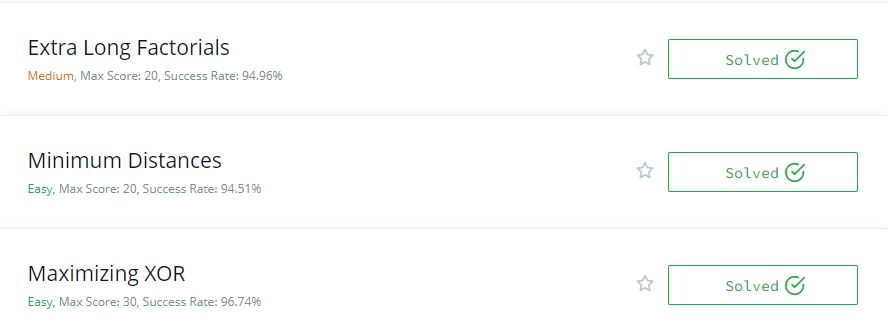 Extra Long Factorials
Solved
Medium, Max Score: 20, Success Rate: 94.96%
Minimum Distances
Solved
Easy, Max Score: 20, Success Rate: 94.51%
Maximizing XOR
Solved
Easy, Max Score: 30, Success Rate: 96.74%